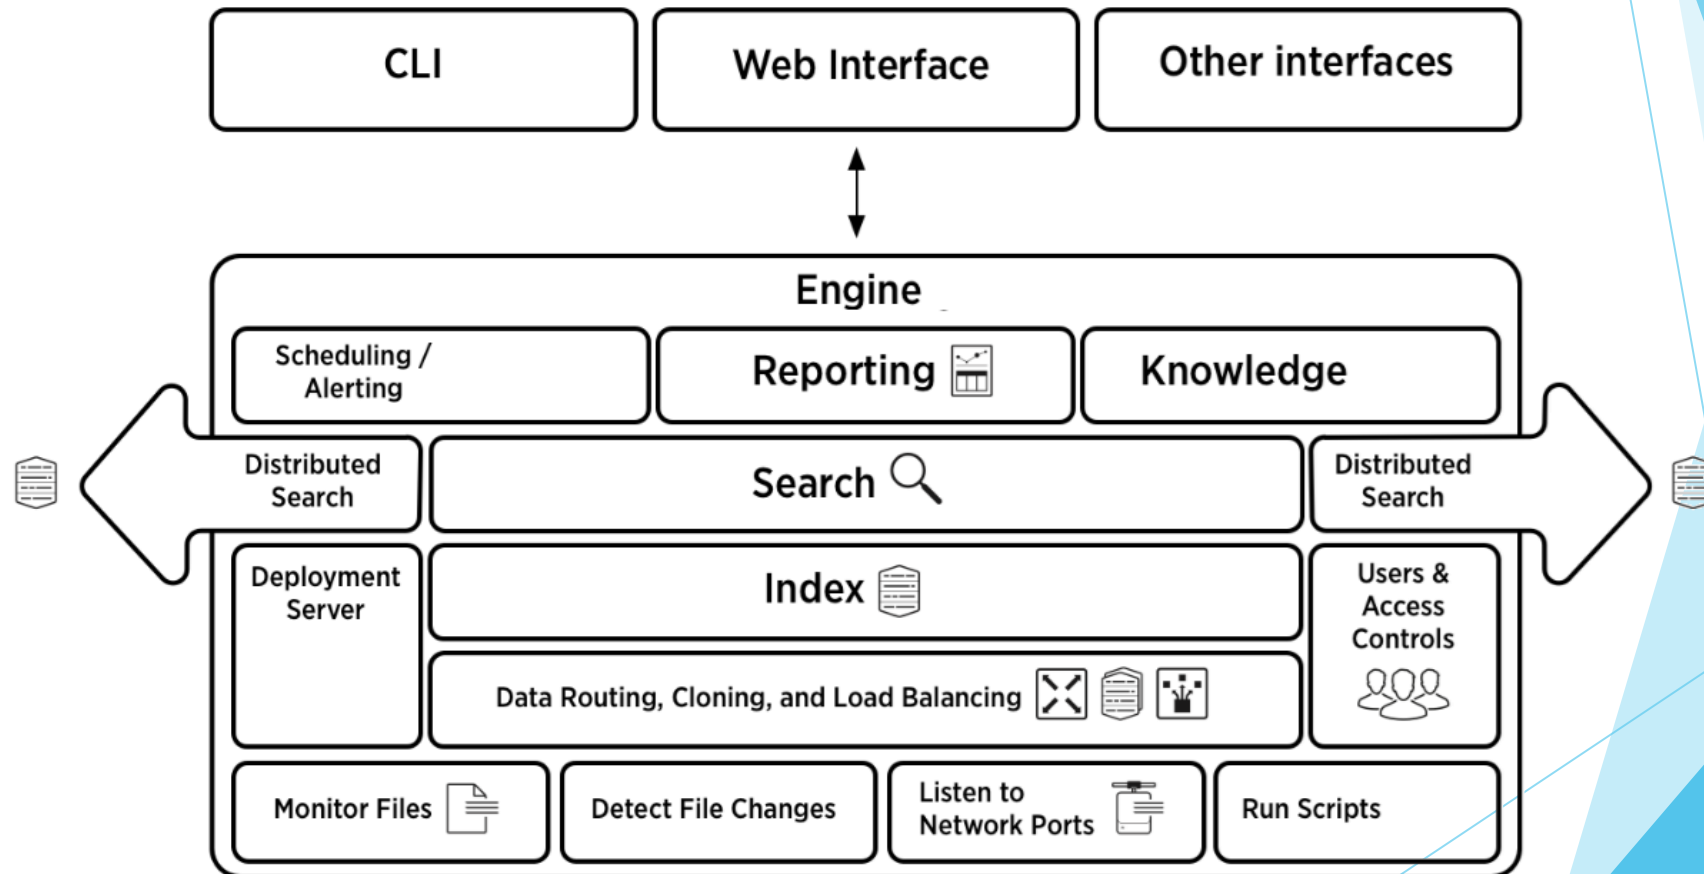 CLI
Web Interface
Other interfaces
Engine
Scheduling /
Alerting
Reporting
Knowledge
Distributed
Search
Search
Distributed
Search
Deployment
Server
Index
Users &
Access
Controls
Data Routing, Cloning, and Load Balancing
Monitor Files
Detect File Changes
Listen to
Network Ports
Run Scripts